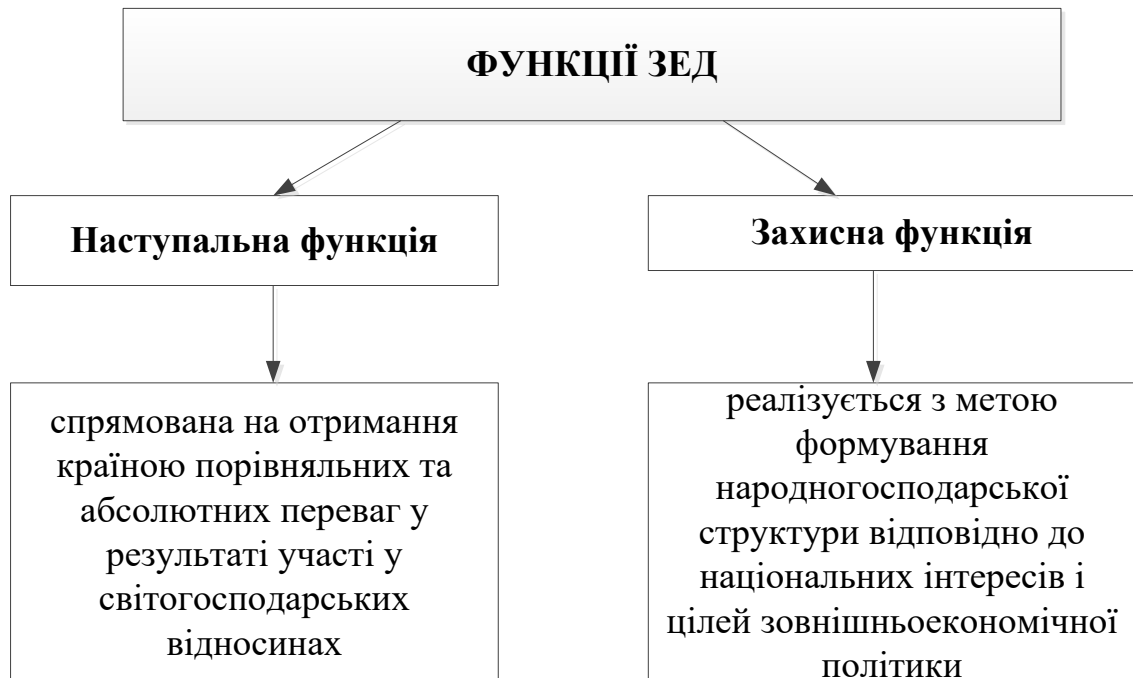 ФУНКЦІЇ ЗЕД
Наступальна функція
Захисна функція
спрямована на отримання
країною порівняльних та
абсолютних переваг у
результаті участі у
світогосподарських
відносинах
реалізується з метою
формування
народногосподарської
структури відповідно до
національних інтересів і
цілей зовнішньоекономічної
політики